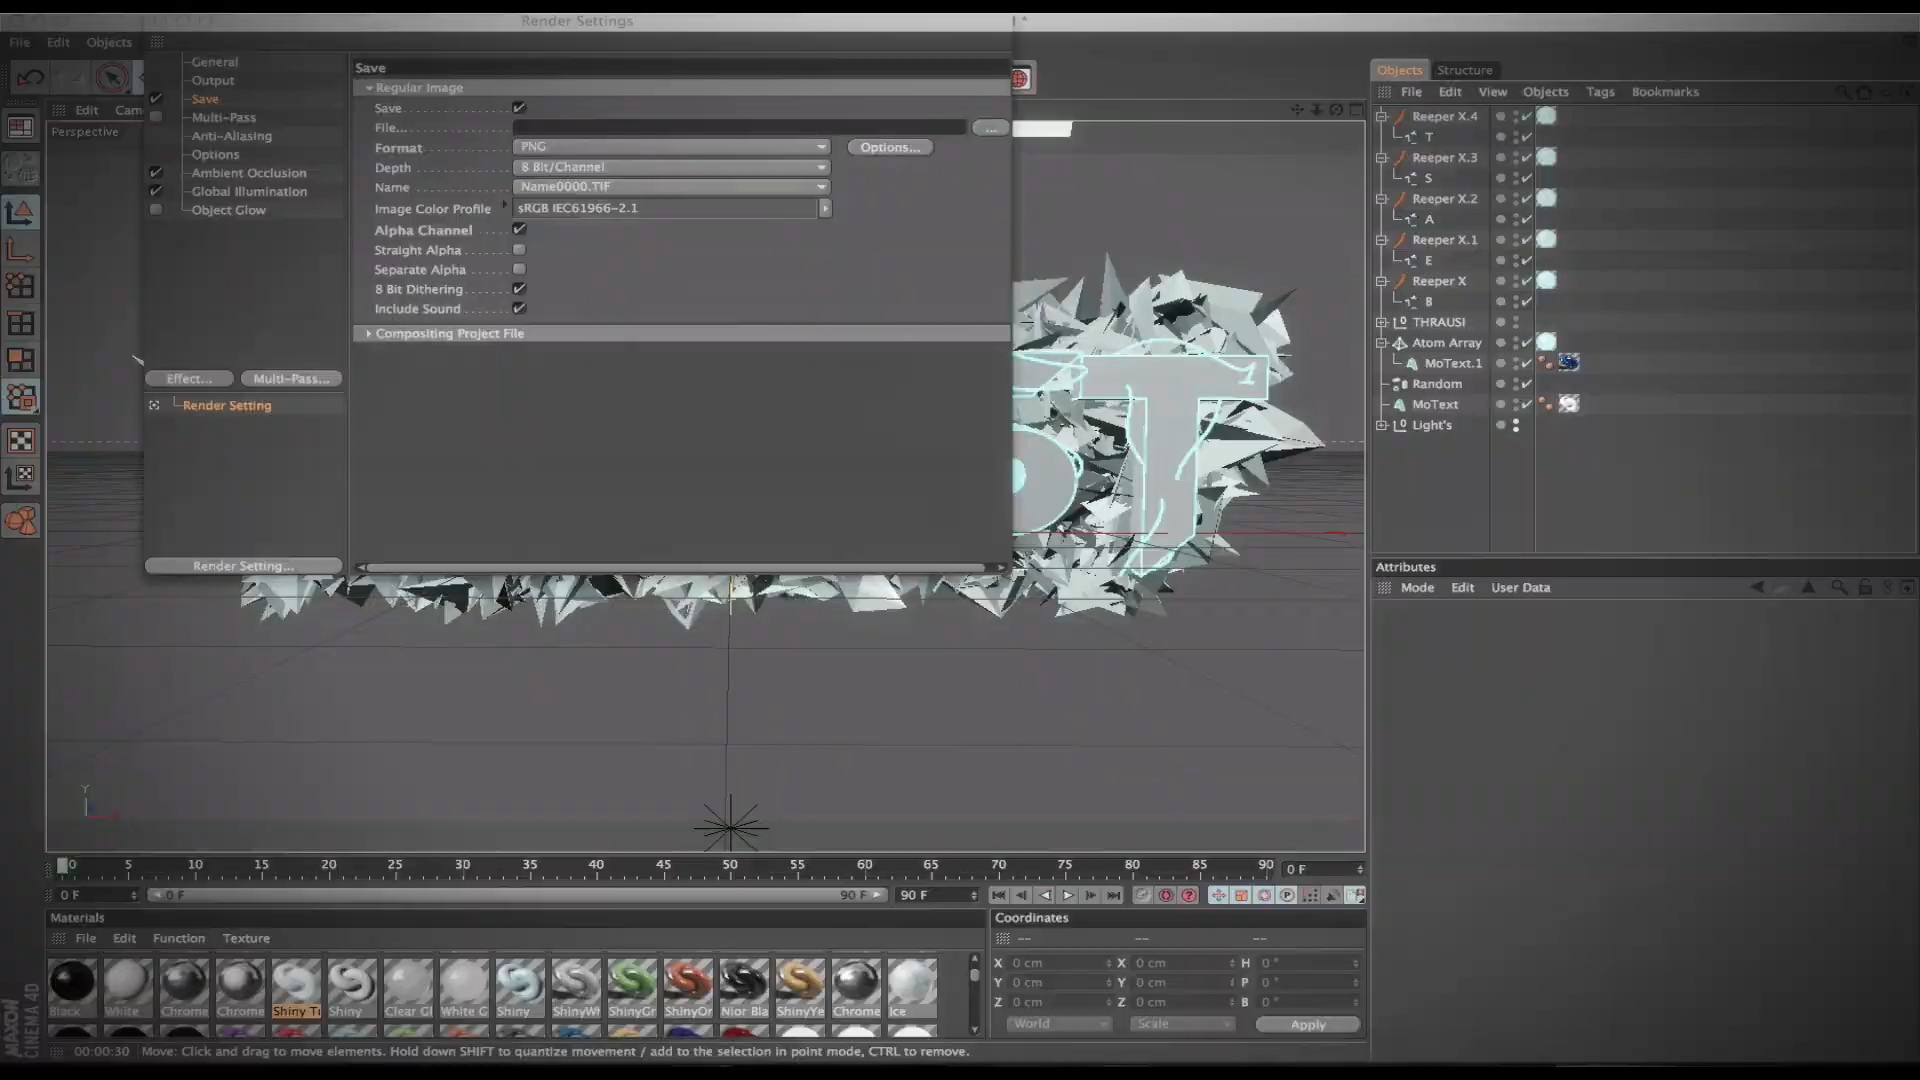 Render Settings
File Edit Objects
General
Output
Save
Multi-Pass
Anti-Aliasing
Options
Ambient Occlusion
Global Illumination
Object Glow
Effect... Multi-Pass...
Render Setting
Render Setting...
Save
Regular Image
Save
File... ...
Format PNG Options...
Depth 8 Bit/Channel
Name Name0000.TIF
Image Color Profile sRGB IEC61966-2.1
Alpha Channel
Straight Alpha
Separate Alpha
8 Bit Dithering
Include Sound
Compositing Project File
Edit Cam
Perspective
T
Y
Objects Structure
File Edit View Objects Tags Bookmarks
Reeper X.4
T
Reeper X.3
S
Reeper X.2
A
Reeper X.1
E
Reeper X
B
THRAUSI
Atom Array
MoText.1
Random
MoText
Light's
Attributes
Mode Edit User Data
0 5 10 15 20 25 30 35 40 45 50 55 60 65 70 75 80 85 90 0 F
0 F 0 F 90 F 90 F
Materials
File Edit Function Texture
Black White Chrome Chrome Shiny Ti Shiny Clear Gl White G Shiny ShinyWh ShinyGr ShinyOr Nior Bla ShinyYe Chrome Ice
Coordinates
-- -- --
X 0 cm X 0 cm H 0 °
Y 0 cm Y 0 cm P 0 °
Z 0 cm Z 0 cm B 0 °
World Scale Apply
MAXON
CINEMA 4D
00:00:30 Move: Click and drag to move elements. Hold down SHIFT to quantize movement / add to the selection in point mode, CTRL to remove.